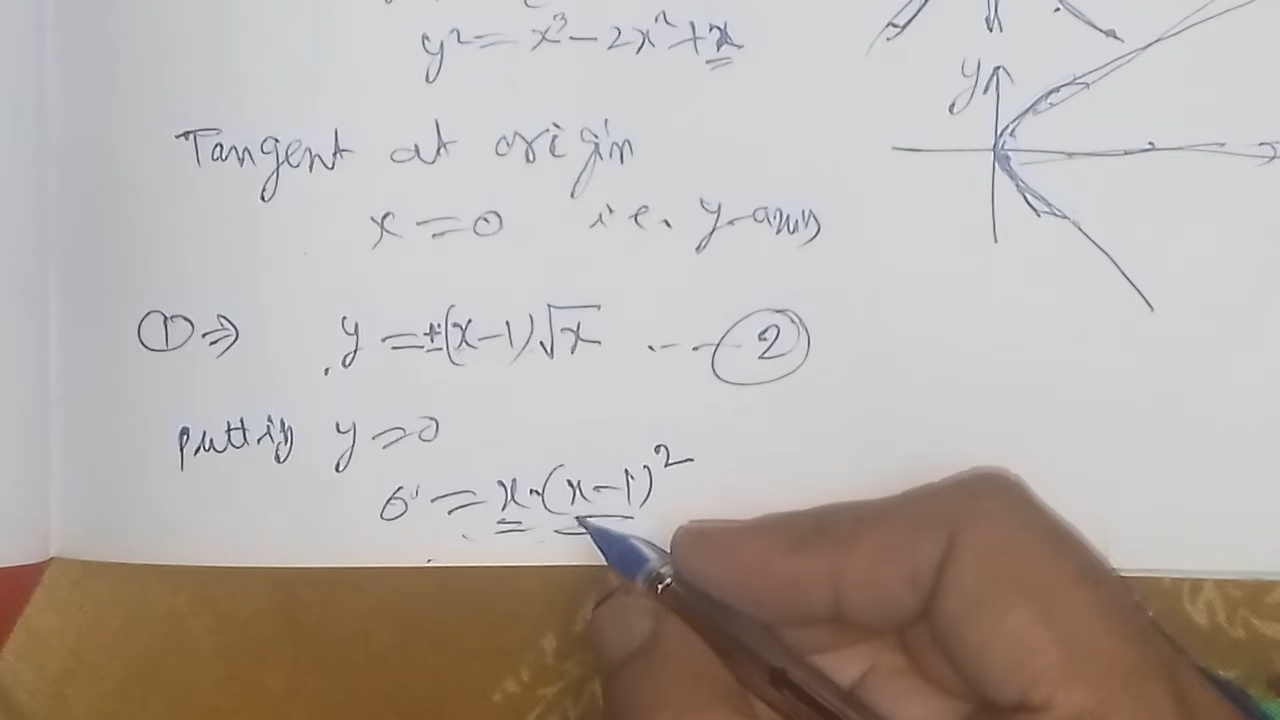 y² = x³ - 2x² + x
y
Tangent at origin
x = 0 i.e. y-axis
① ⇒ y = ±(x-1)√x ---②
putting y = 0
0 = x·(x-1)²